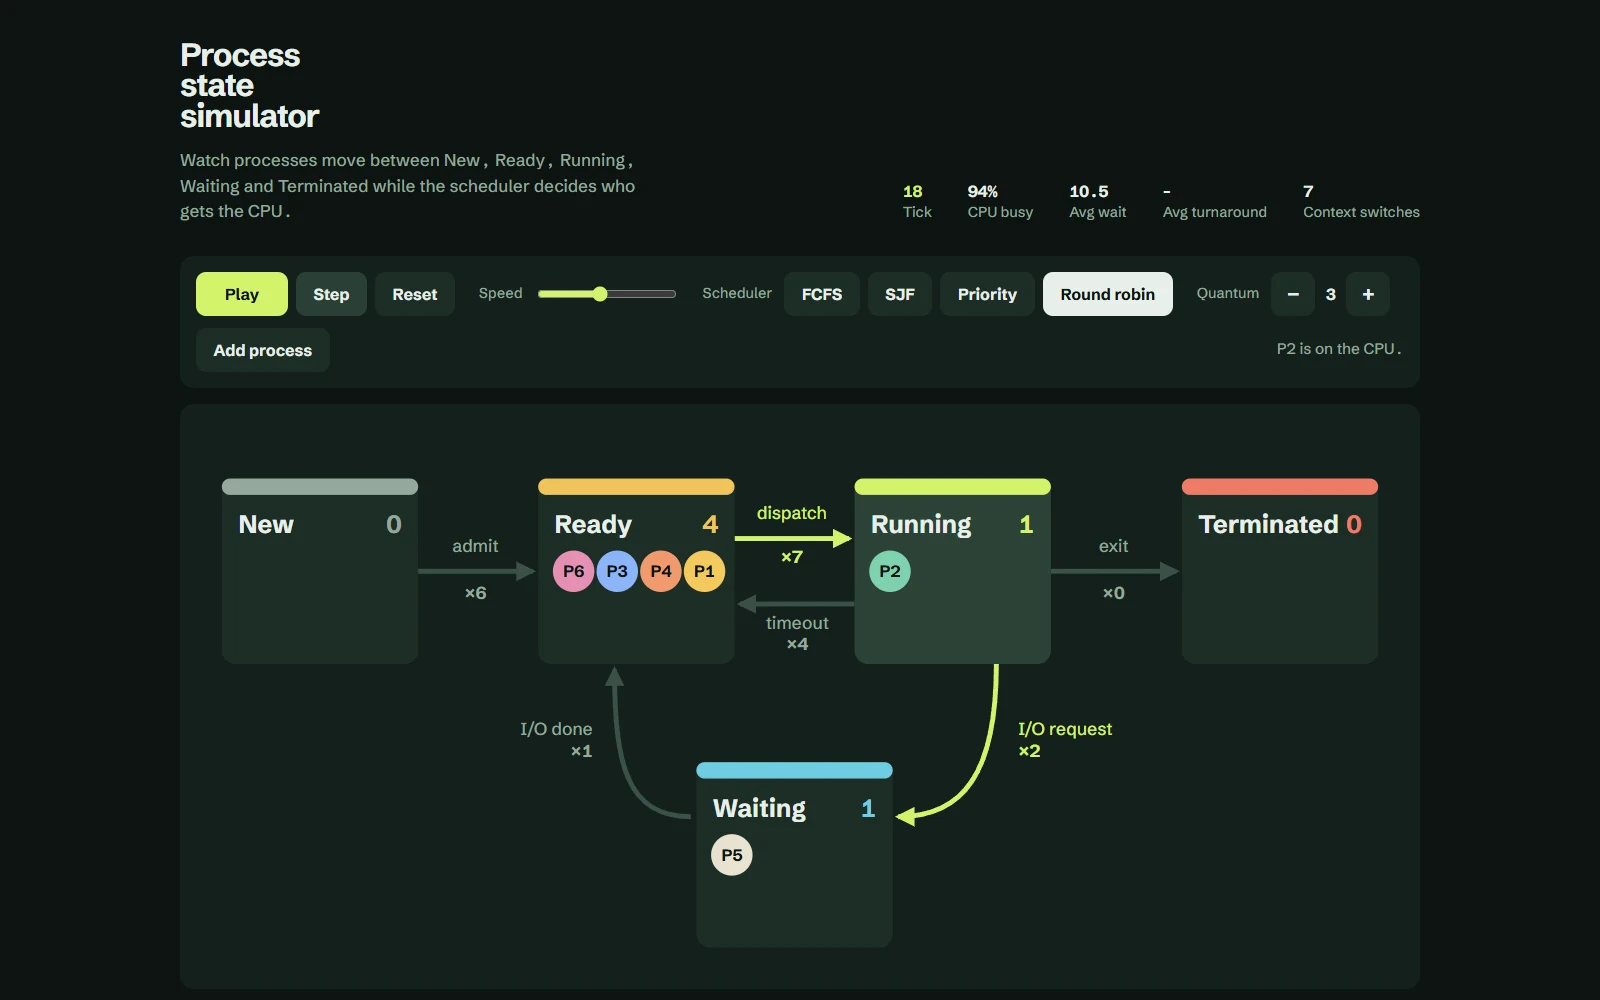 Process
state
simulator
Watch processes move between New, Ready, Running,
Waiting and Terminated while the scheduler decides who
gets the CPU.
18 94% 10.5 - 7
Tick CPU busy Avg wait Avg turnaround Context switches
Play Step Reset Speed Scheduler FCFS SJF Priority Round robin Quantum − 3 +
Add process P2 is on the CPU.
New 0
admit
×6
Ready 4
P6 P3 P4 P1
dispatch
×7
timeout
×4
Running 1
P2
exit
×0
Terminated 0
I/O done
×1
I/O request
×2
Waiting 1
P5